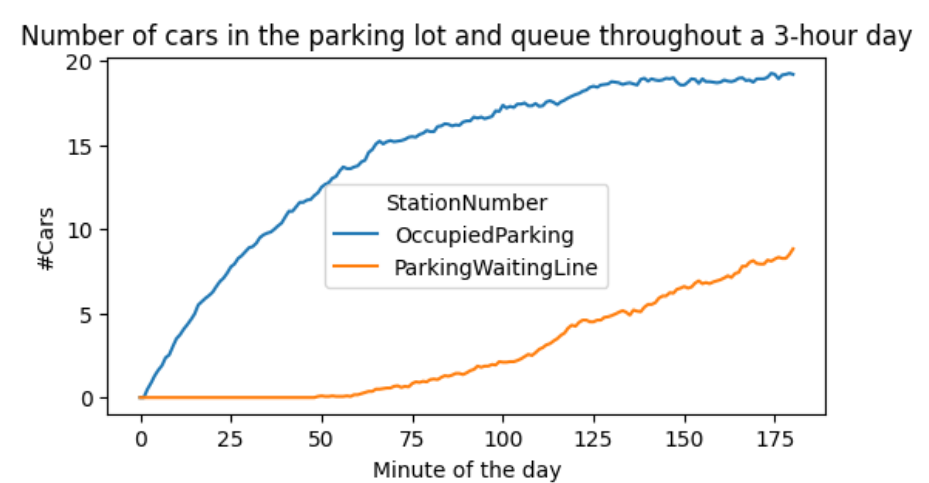 Number of cars in the parking lot and queue throughout a 3-hour day
20
15
10
5
0
#Cars
StationNumber
OccupiedParking
ParkingWaitingLine
0 25 50 75 100 125 150 175
Minute of the day